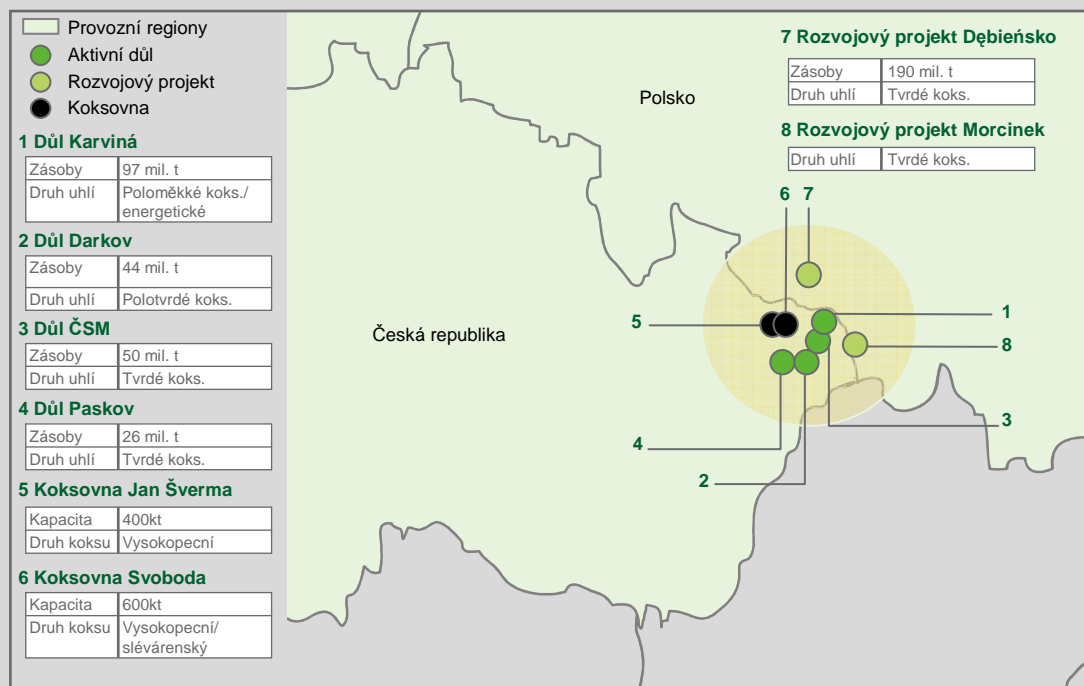 Provozní regiony
Aktivní důl
Rozvojový projekt
Koksovna
1 Důl Karviná
Zásoby 97 mil. t
Druh uhlí Poloměkké koks./
energetické
2 Důl Darkov
Zásoby 44 mil. t
Druh uhlí Polotvrdé koks.
3 Důl ČSM
Zásoby 50 mil. t
Druh uhlí Tvrdé koks.
4 Důl Paskov
Zásoby 26 mil. t
Druh uhlí Tvrdé koks.
5 Koksovna Jan Šverma
Kapacita 400kt
Druh koksu Vysokopecní
6 Koksovna Svoboda
Kapacita 600kt
Druh koksu Vysokopecní/
slévárenský
Polsko
Česká republika
7 Rozvojový projekt Dębieńsko
Zásoby 190 mil. t
Druh uhlí Tvrdé koks.
8 Rozvojový projekt Morcinek
Druh uhlí Tvrdé koks.
6 7
5
1
8
4
3
2